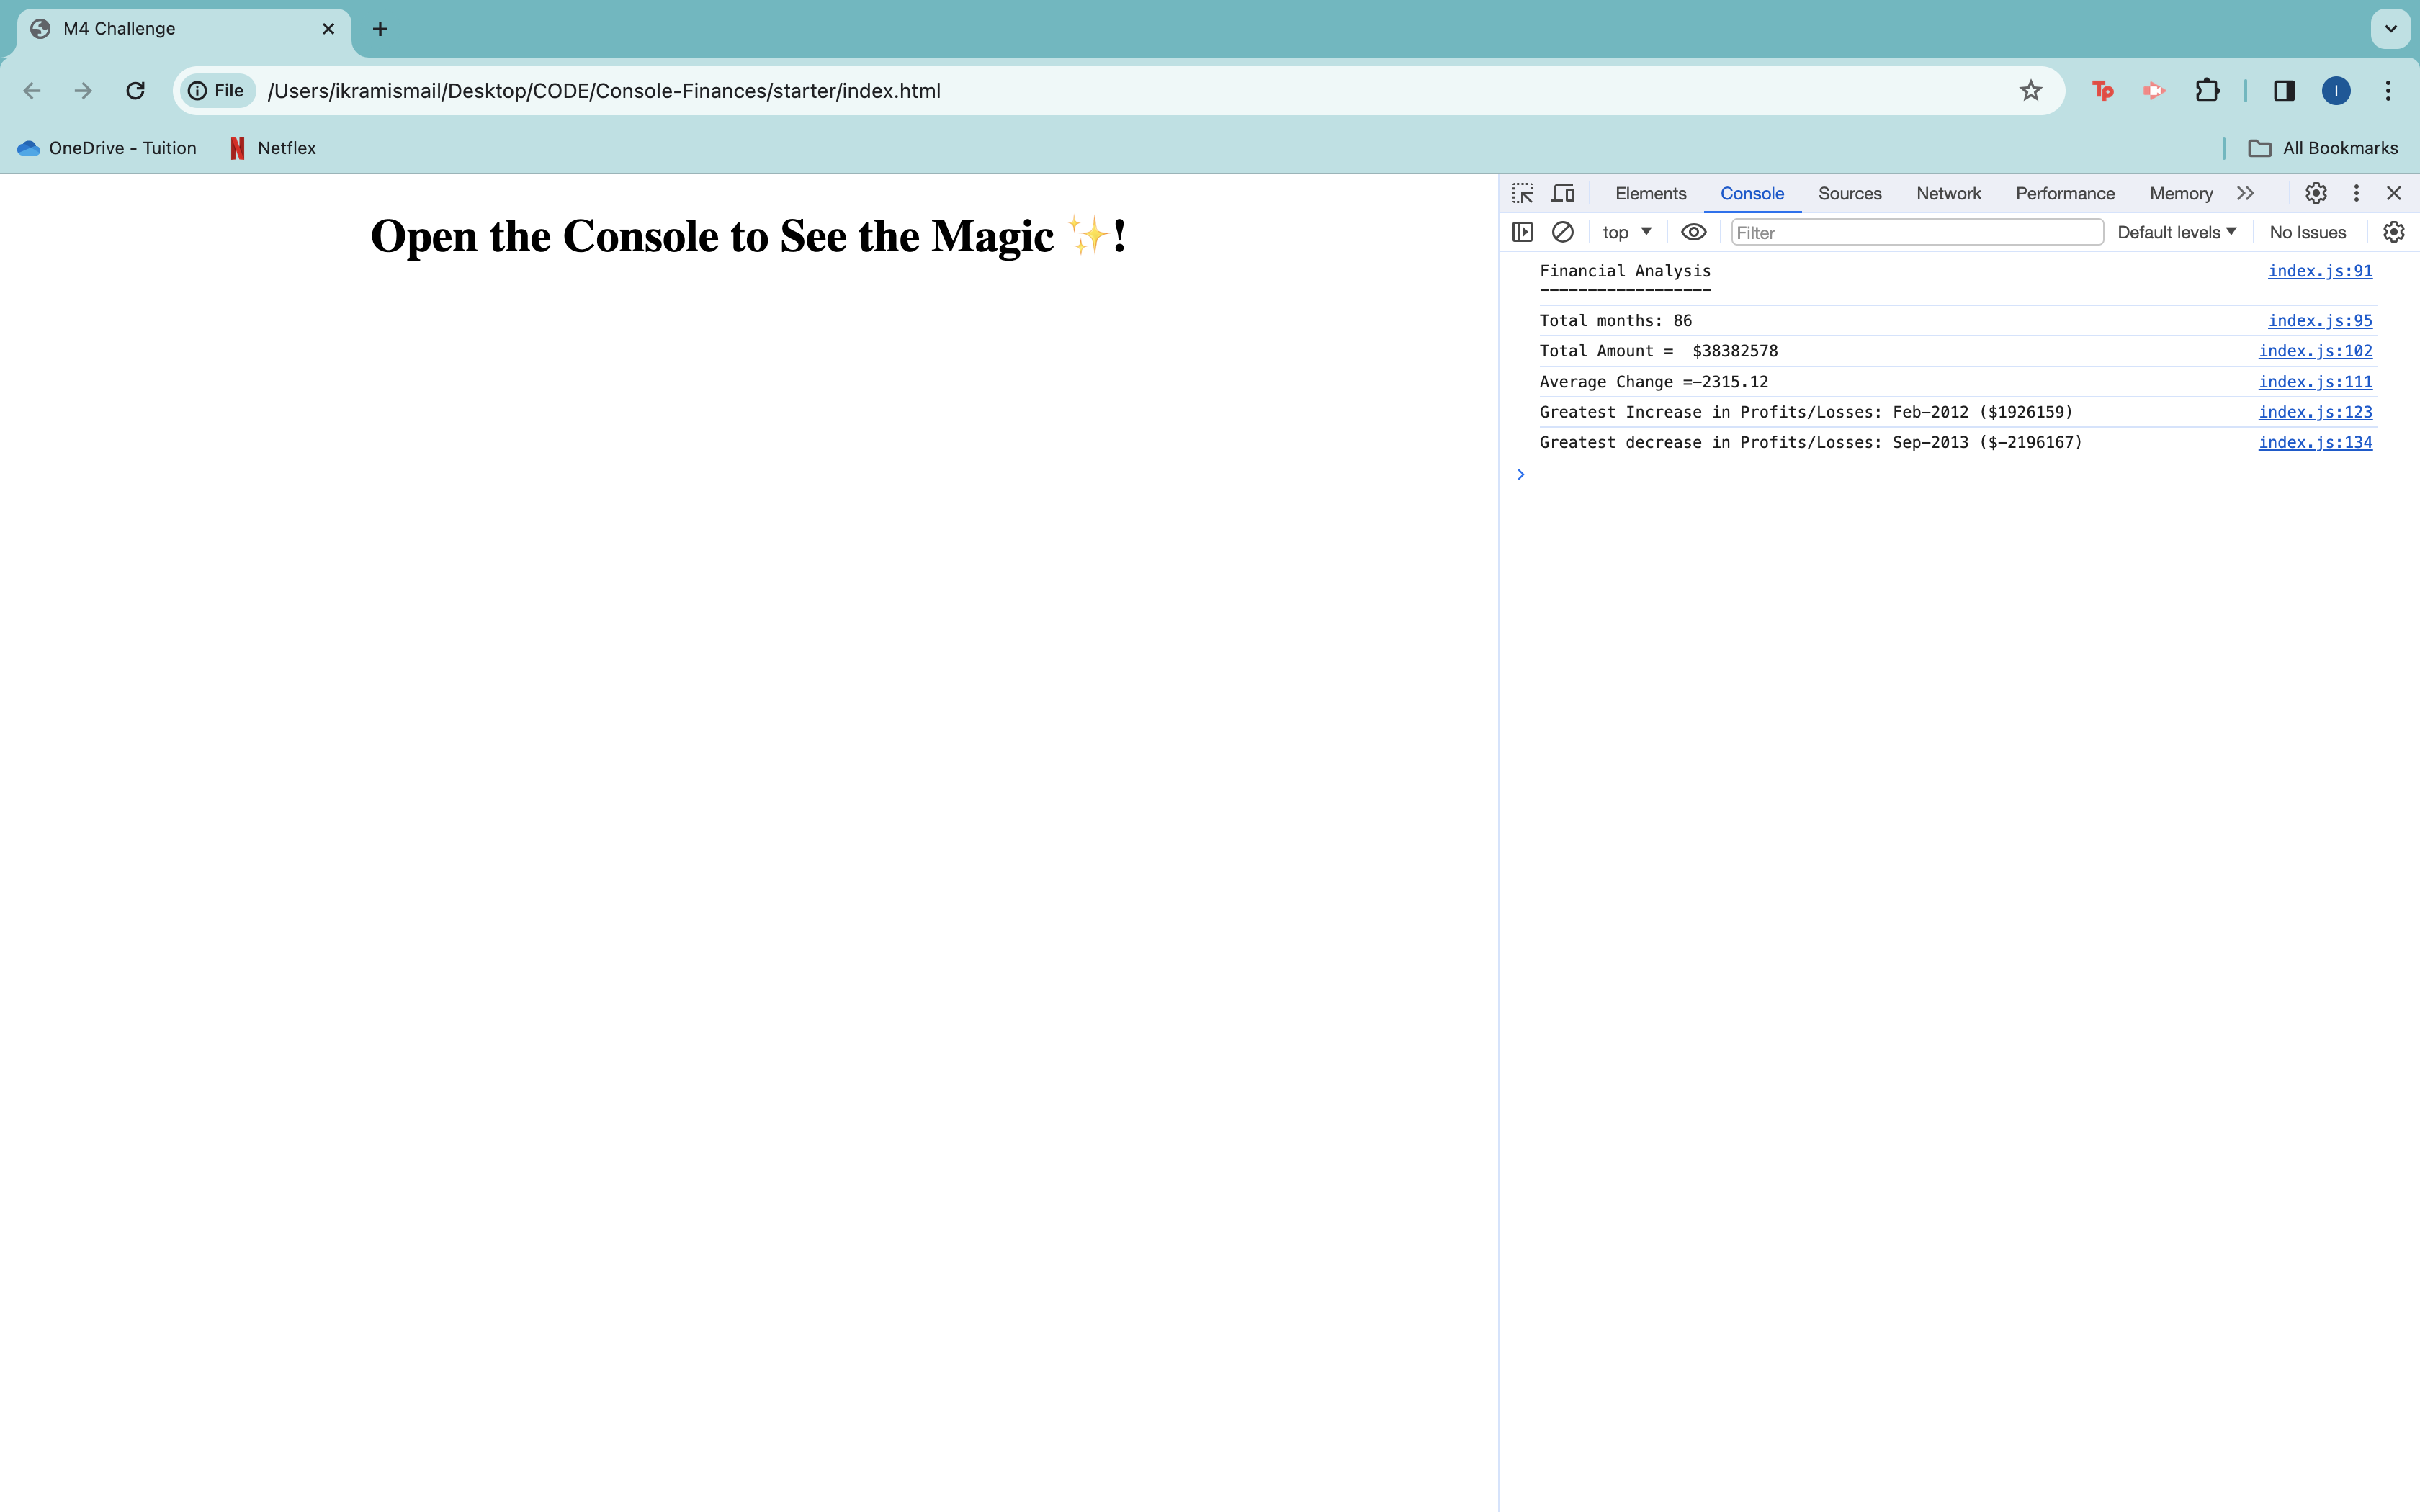 M4 Challenge
File /Users/ikramismail/Desktop/CODE/Console-Finances/starter/index.html
I
OneDrive - Tuition Netflex All Bookmarks
Elements Console Sources Network Performance Memory
top Filter Default levels No Issues
Open the Console to See the Magic ✨!
Financial Analysis index.js:91
------------------
Total months: 86 index.js:95
Total Amount =  $38382578 index.js:102
Average Change =-2315.12 index.js:111
Greatest Increase in Profits/Losses: Feb-2012 ($1926159) index.js:123
Greatest decrease in Profits/Losses: Sep-2013 ($-2196167) index.js:134